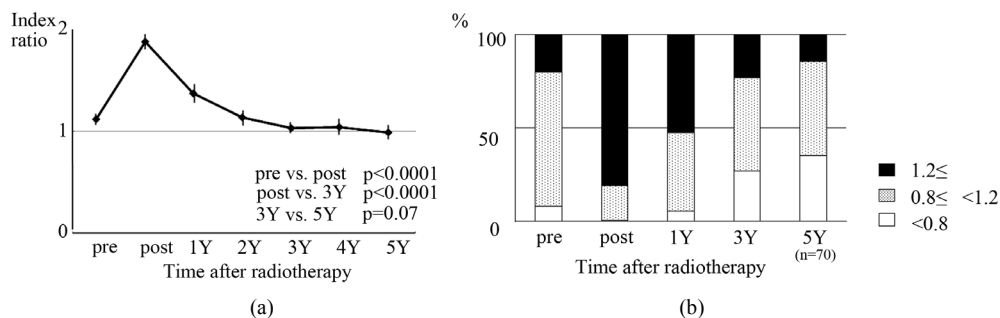 Index
ratio
2
1
0
pre vs. post p<0.0001
post vs. 3Y p<0.0001
3Y vs. 5Y p=0.07
pre post 1Y 2Y 3Y 4Y 5Y
Time after radiotherapy
(a)
%
100
50
0
pre post 1Y 3Y 5Y
(n=70)
Time after radiotherapy
1.2≤
0.8≤ <1.2
<0.8
(b)